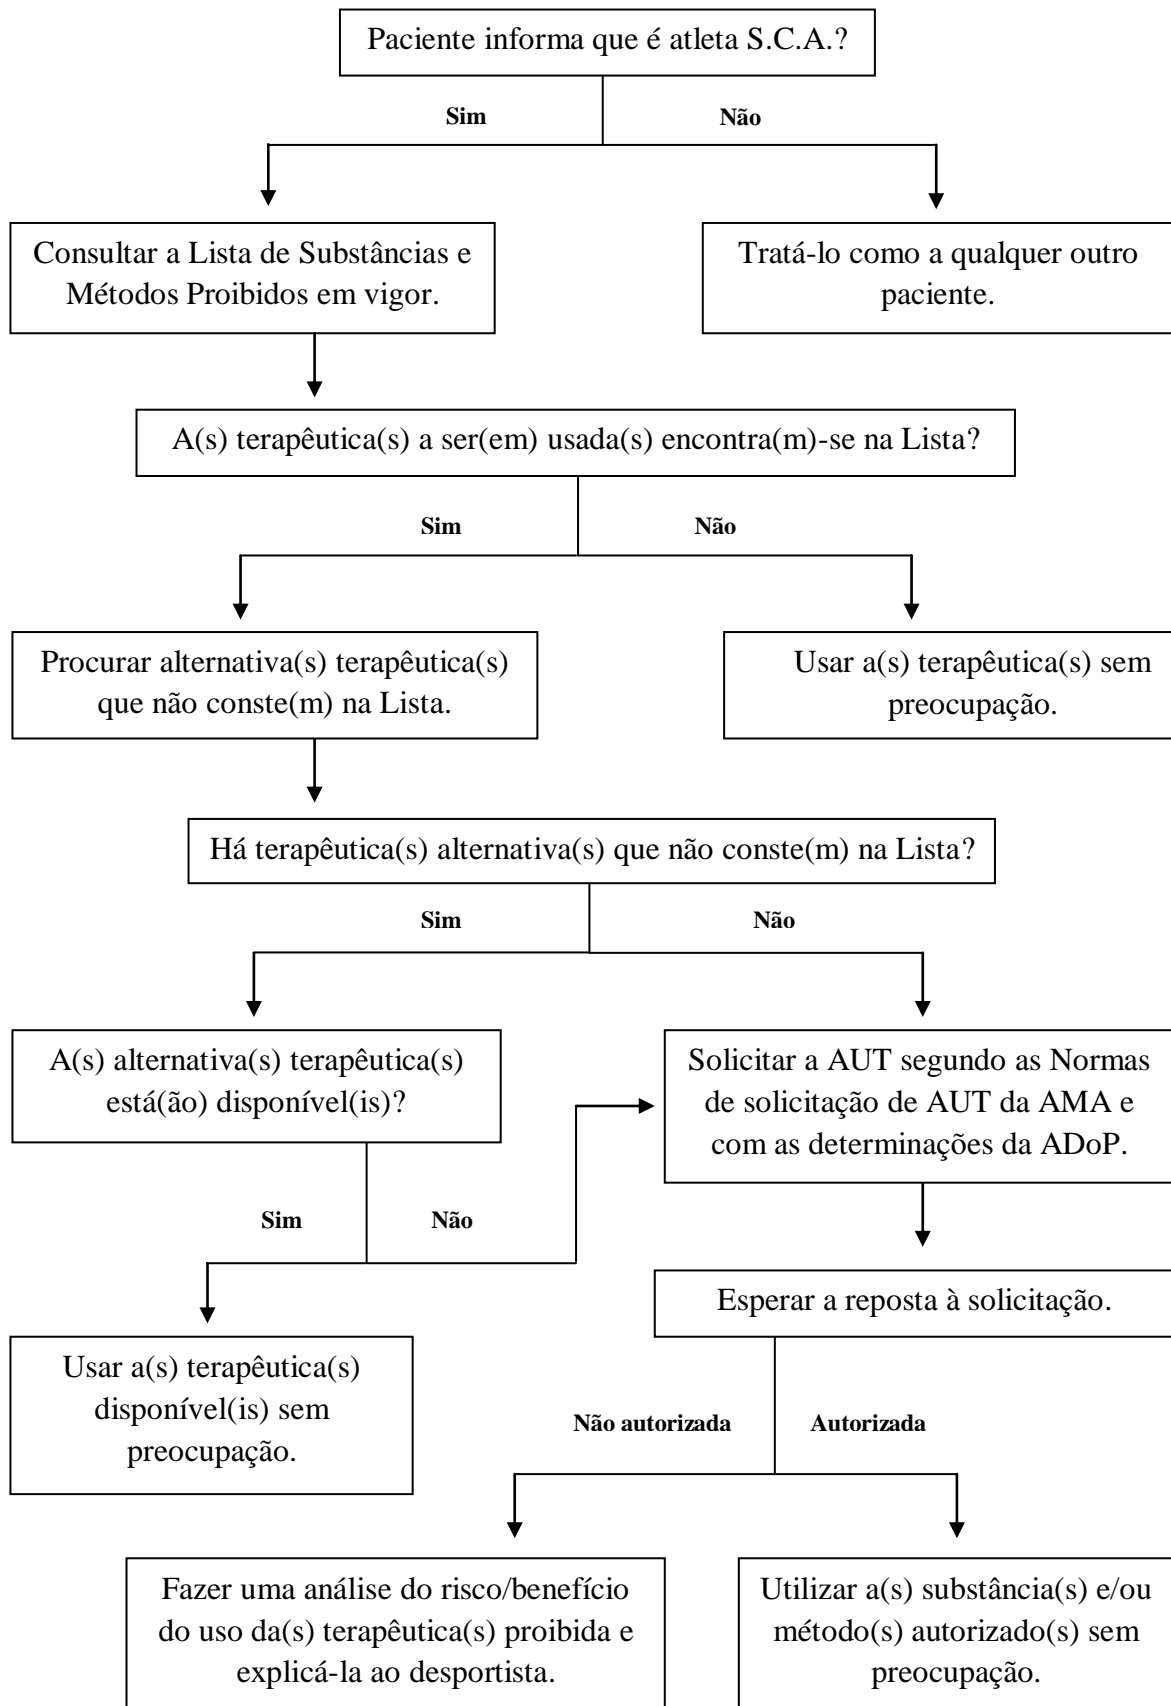 Paciente informa que é atleta S.C.A.?
Sim
Não
Consultar a Lista de Substâncias e
Métodos Proibidos em vigor.
Tratá-lo como a qualquer outro
paciente.
A(s) terapêutica(s) a ser(em) usada(s) encontra(m)-se na Lista?
Sim
Não
Procurar alternativa(s) terapêutica(s)
que não conste(m) na Lista.
Usar a(s) terapêutica(s) sem
preocupação.
Há terapêutica(s) alternativa(s) que não conste(m) na Lista?
Sim
Não
A(s) alternativa(s) terapêutica(s)
está(ão) disponível(is)?
Solicitar a AUT segundo as Normas
de solicitação de AUT da AMA e
com as determinações da ADoP.
Sim
Não
Esperar a reposta à solicitação.
Usar a(s) terapêutica(s)
disponível(is) sem
preocupação.
Não autorizada
Autorizada
Fazer uma análise do risco/benefício
do uso da(s) terapêutica(s) proibida e
explicá-la ao desportista.
Utilizar a(s) substância(s) e/ou
método(s) autorizado(s) sem
preocupação.